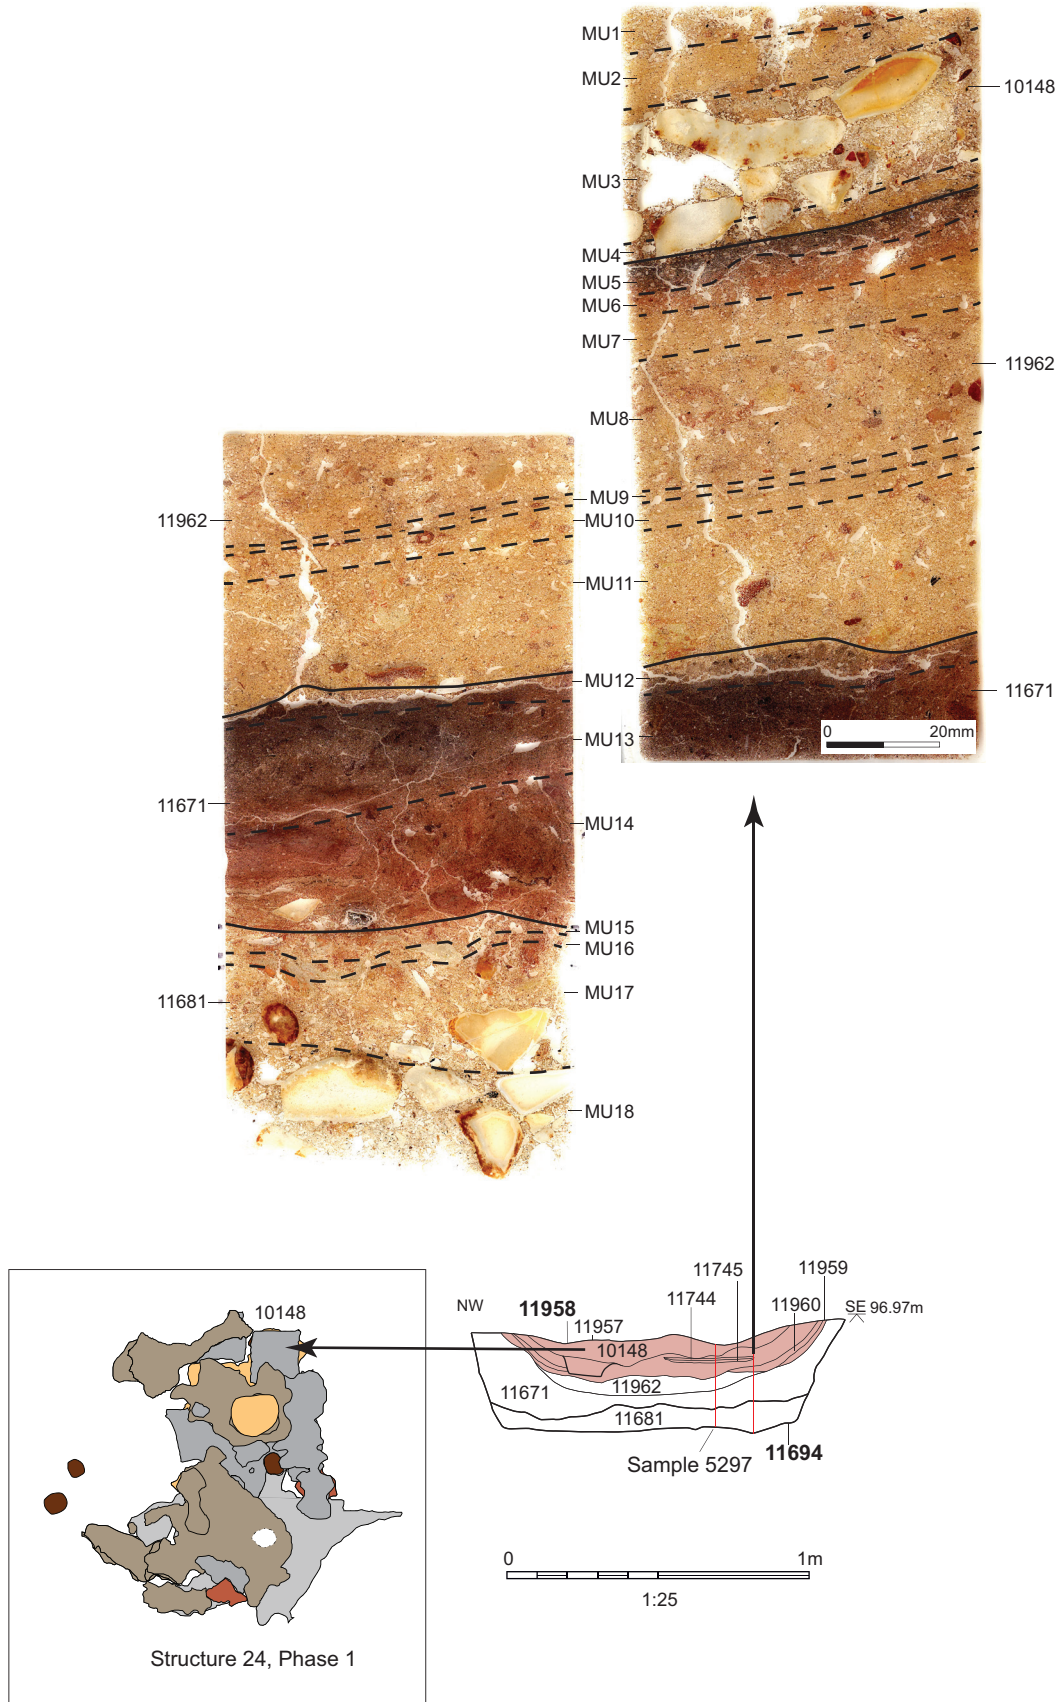 MU1
MU2
10148
MU3
MU4
MU5
MU6
MU7
11962
MU8
MU9
11962
MU10
MU11
MU12
11671
MU13
0 20mm
11671
MU14
MU15
MU16
11681
MU17
MU18
11745
11959
NW
11958
11744
11960
SE 96.97m
10148
11957
10148
11671
11962
11681
Sample 5297
11694
0 1m
1:25
Structure 24, Phase 1